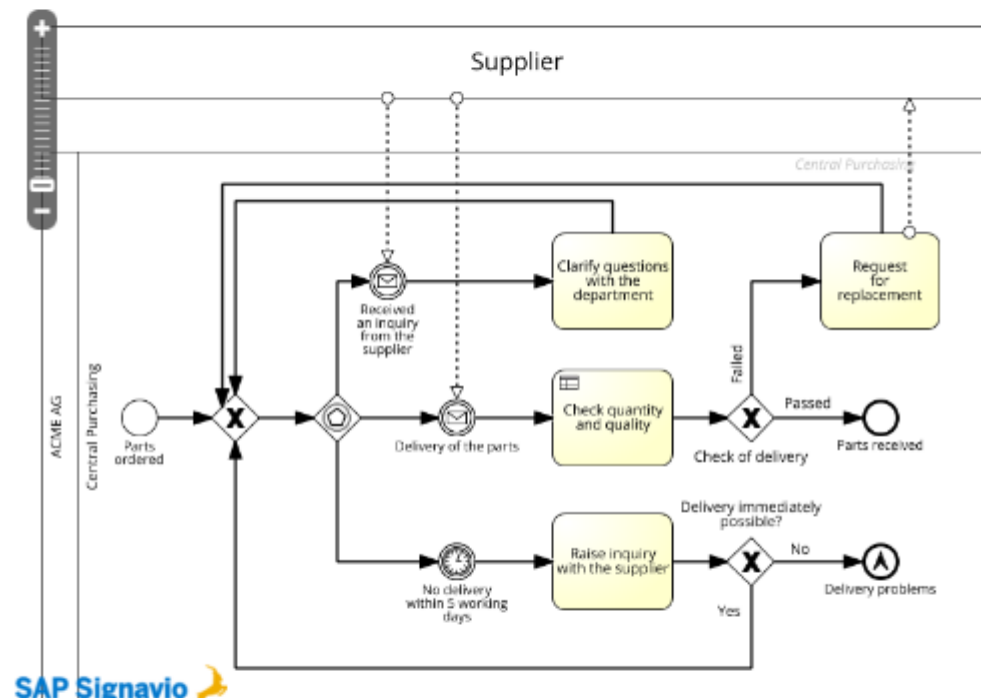 Supplier
Central Purchasing
ACME AG
Central Purchasing
Parts
ordered
Received
an inquiry
from the
supplier
Clarify questions
with the
department
Request
for
replacement
Delivery of the parts
Check quantity
and quality
Failed
Passed
Check of delivery
Parts received
No delivery
within 5 working
days
Raise inquiry
with the supplier
Delivery immediately
possible?
No
Yes
Delivery problems
SAP Signavio